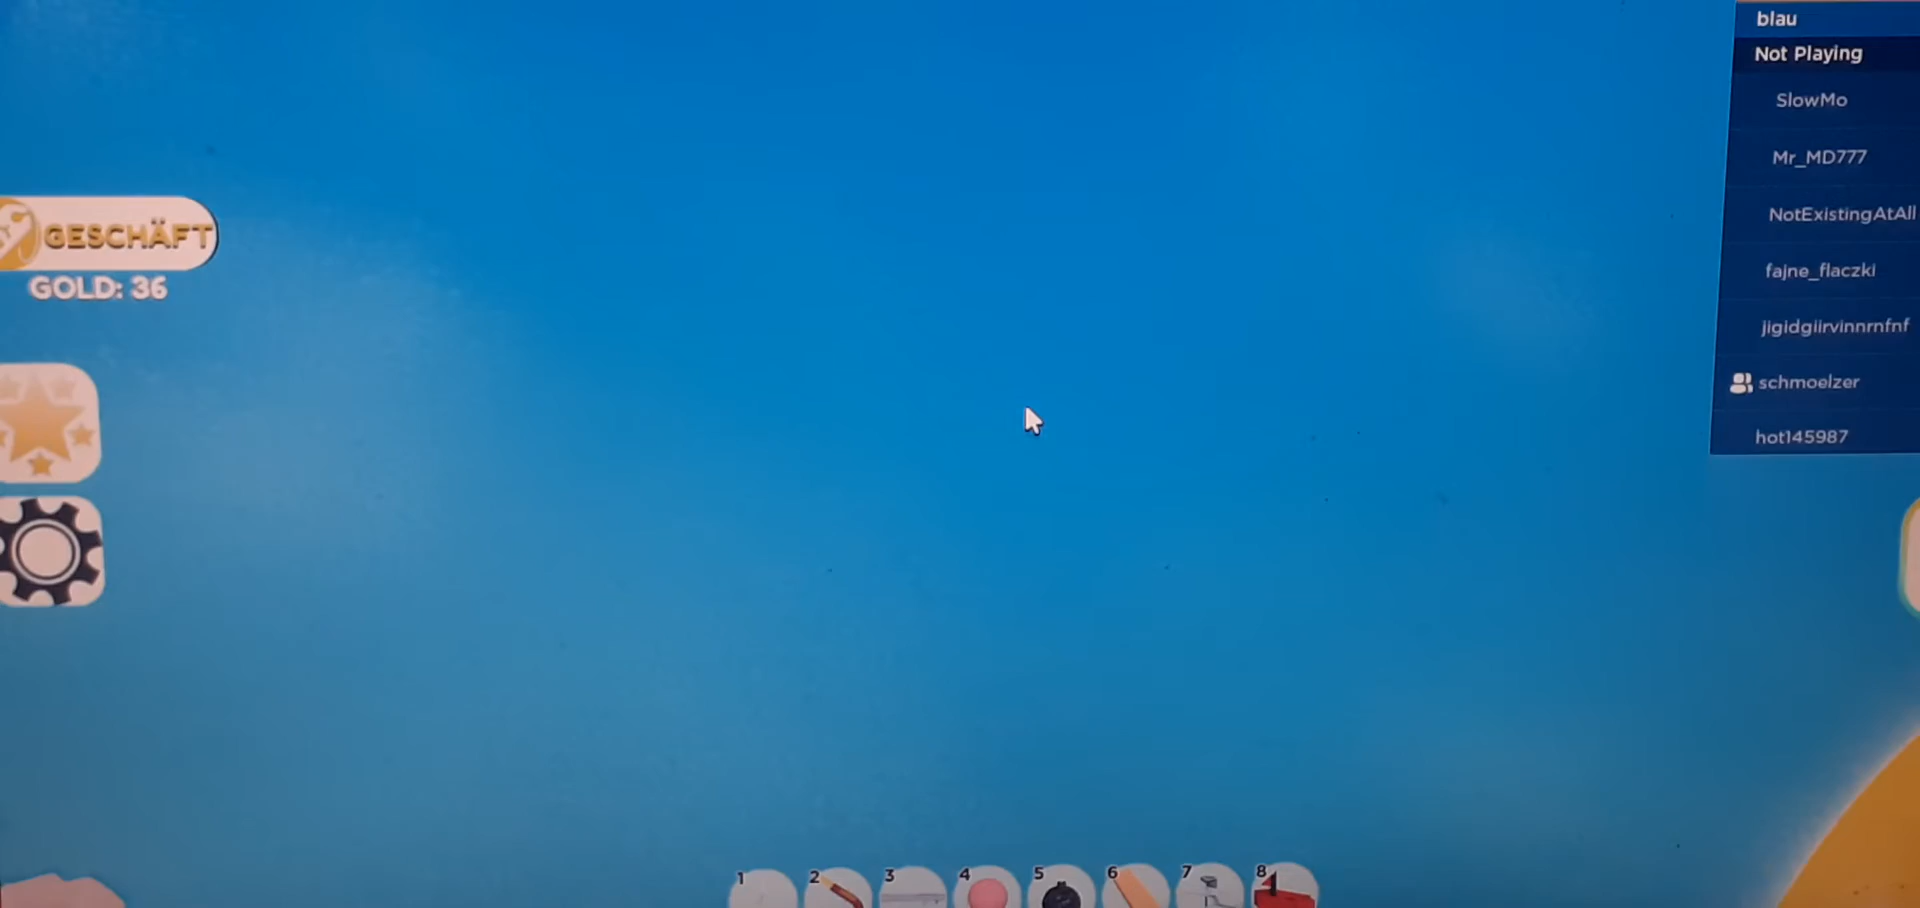 blau
Not Playing
SlowMo
Mr_MD777
NotExistingAtAll
fajne_flaczki
jigidgiirvinnrnfnf
schmoelzer
hot145987
GESCHÄFT
GOLD: 36
1 2 3 4 5 6 7 8